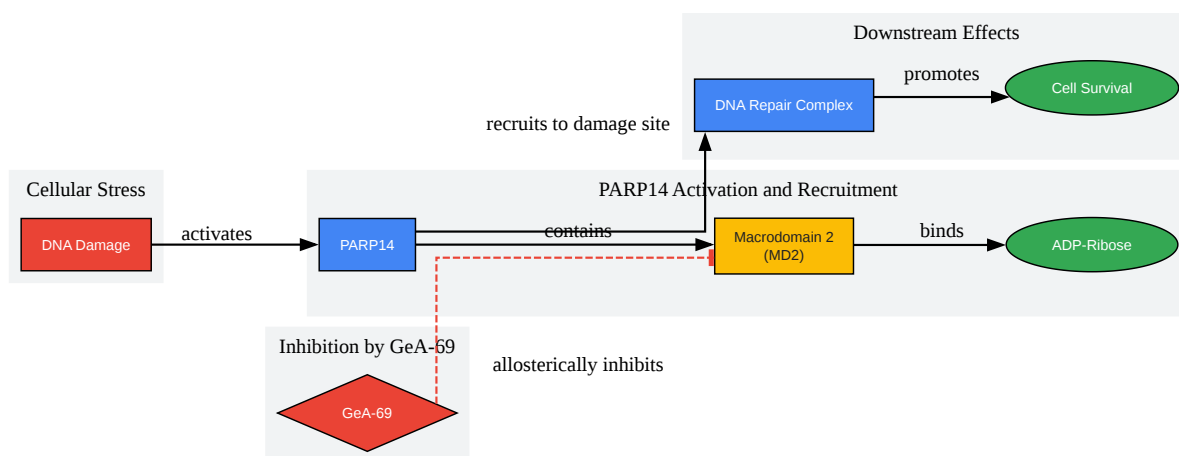 Downstream Effects
promotes
Cell Survival
DNA Repair Complex
recruits to damage site
Cellular Stress
PARP14 Activation and Recruitment
DNA Damage
activates
PARP14
contains
Macrodomain 2
(MD2)
binds
ADP-Ribose
Inhibition by GeA-69
allosterically inhibits
GeA-69